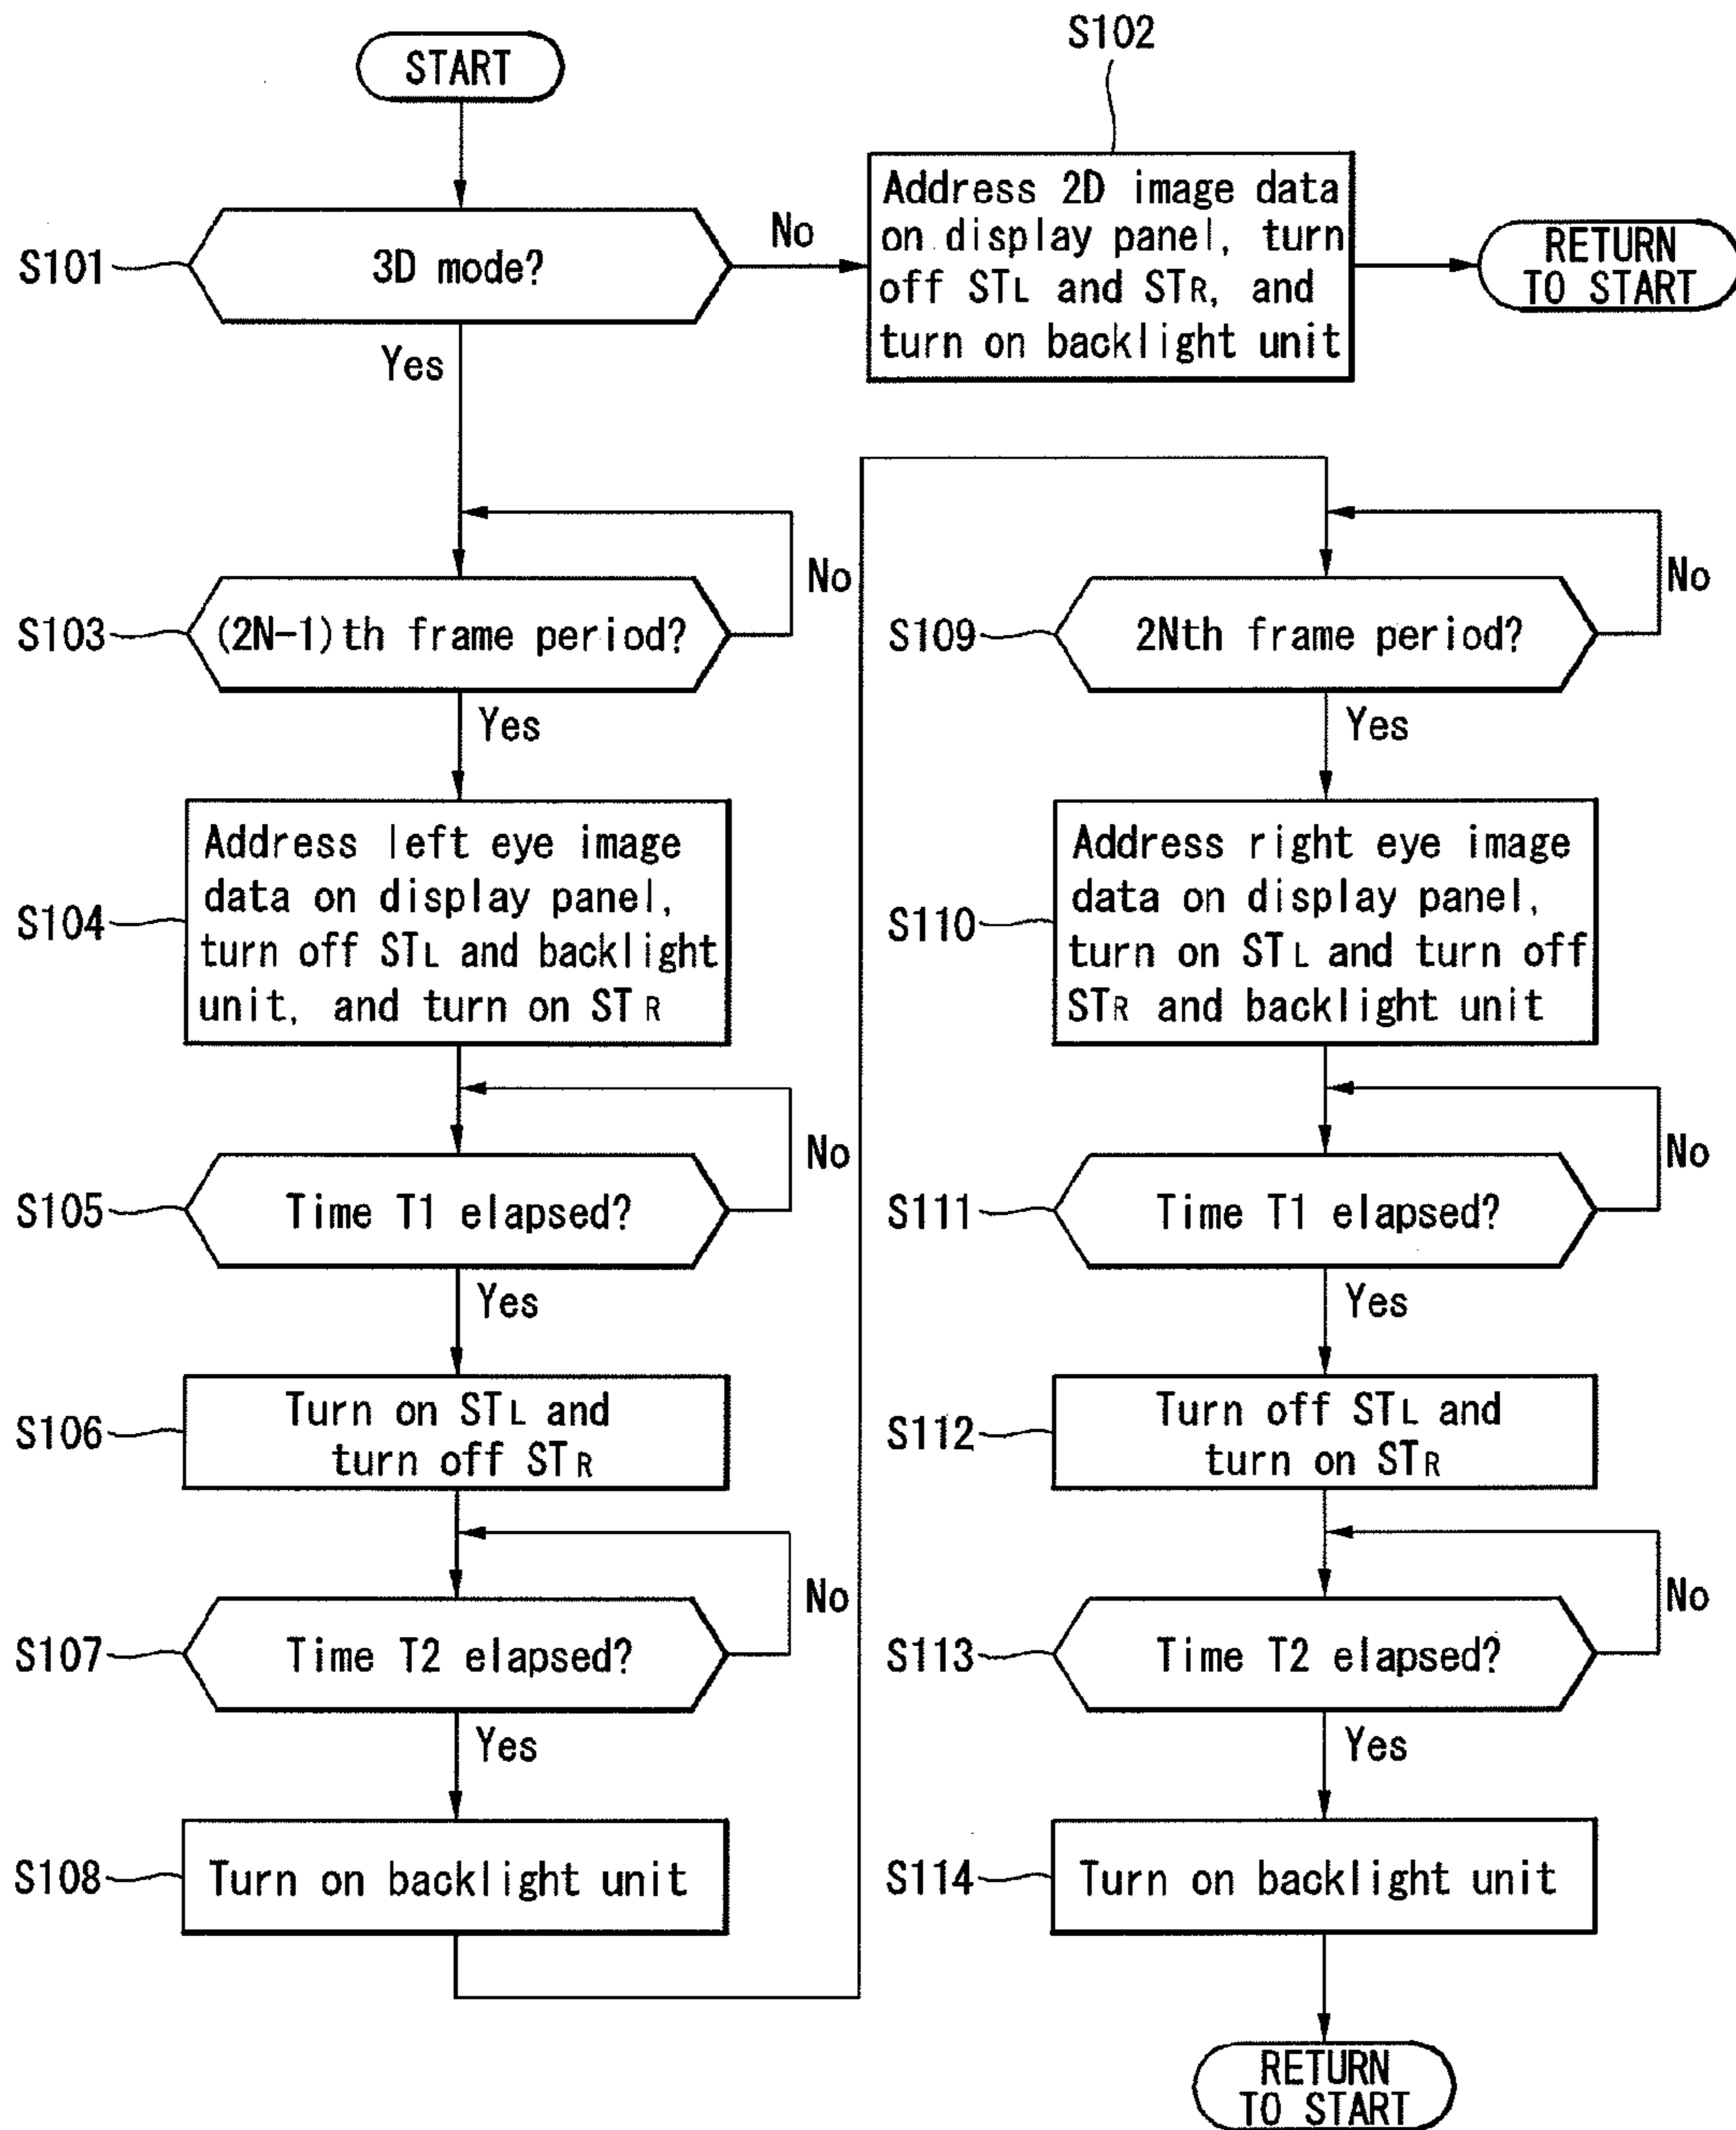 START
S101
3D mode?
No
Yes
S102
Address 2D image data
on display panel, turn
off STL and STR, and
turn on backlight unit
RETURN
TO START
S103
(2N-1)th frame period?
No
Yes
S104
Address left eye image
data on display panel,
turn off STL and backlight
unit, and turn on STR
S105
Time T1 elapsed?
No
Yes
S106
Turn on STL and
turn off STR
S107
Time T2 elapsed?
No
Yes
S108
Turn on backlight unit
S109
2Nth frame period?
No
Yes
S110
Address right eye image
data on display panel,
turn on STL and turn off
STR and backlight unit
S111
Time T1 elapsed?
No
Yes
S112
Turn off STL and
turn on STR
S113
Time T2 elapsed?
No
Yes
S114
Turn on backlight unit
RETURN
TO START